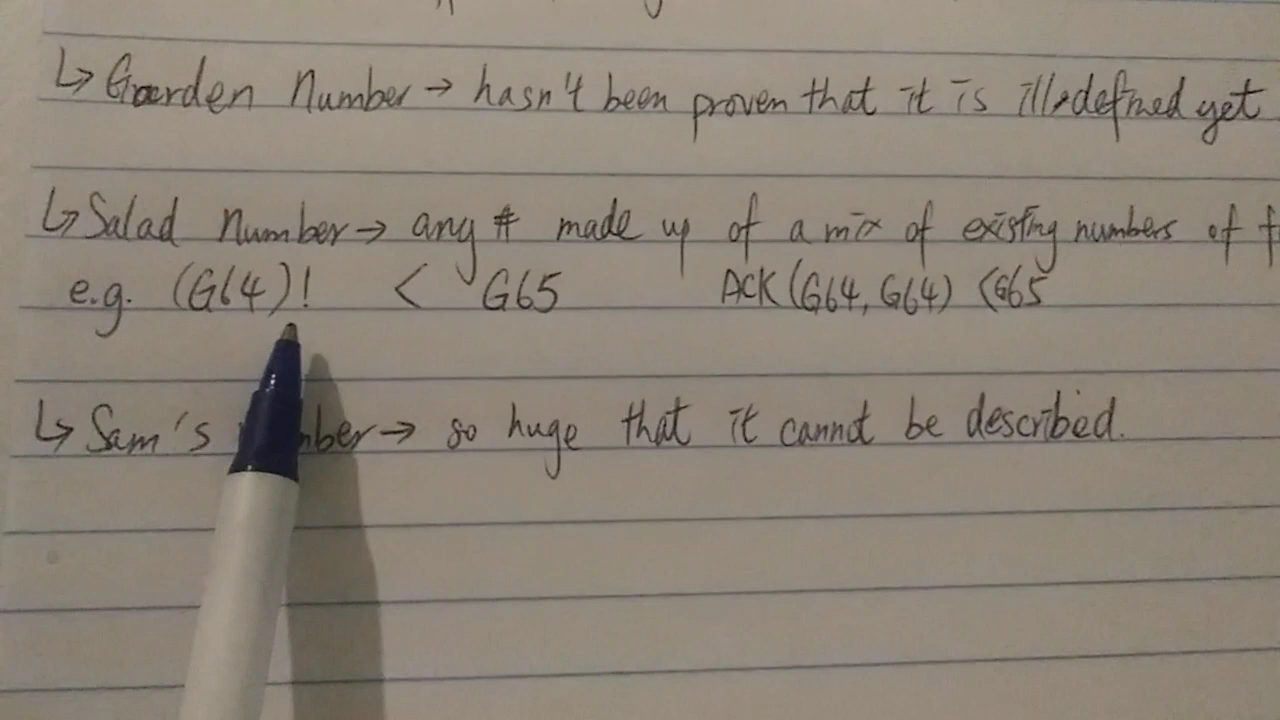 ↳ Garden Number → hasn't been proven that it is ill-defined yet
↳ Salad number → any # made up of a mix of existing numbers of
e.g. (G64)! < G65 ACK (G64, G64) < G65
↳ Sam's → so huge that it cannot be described.